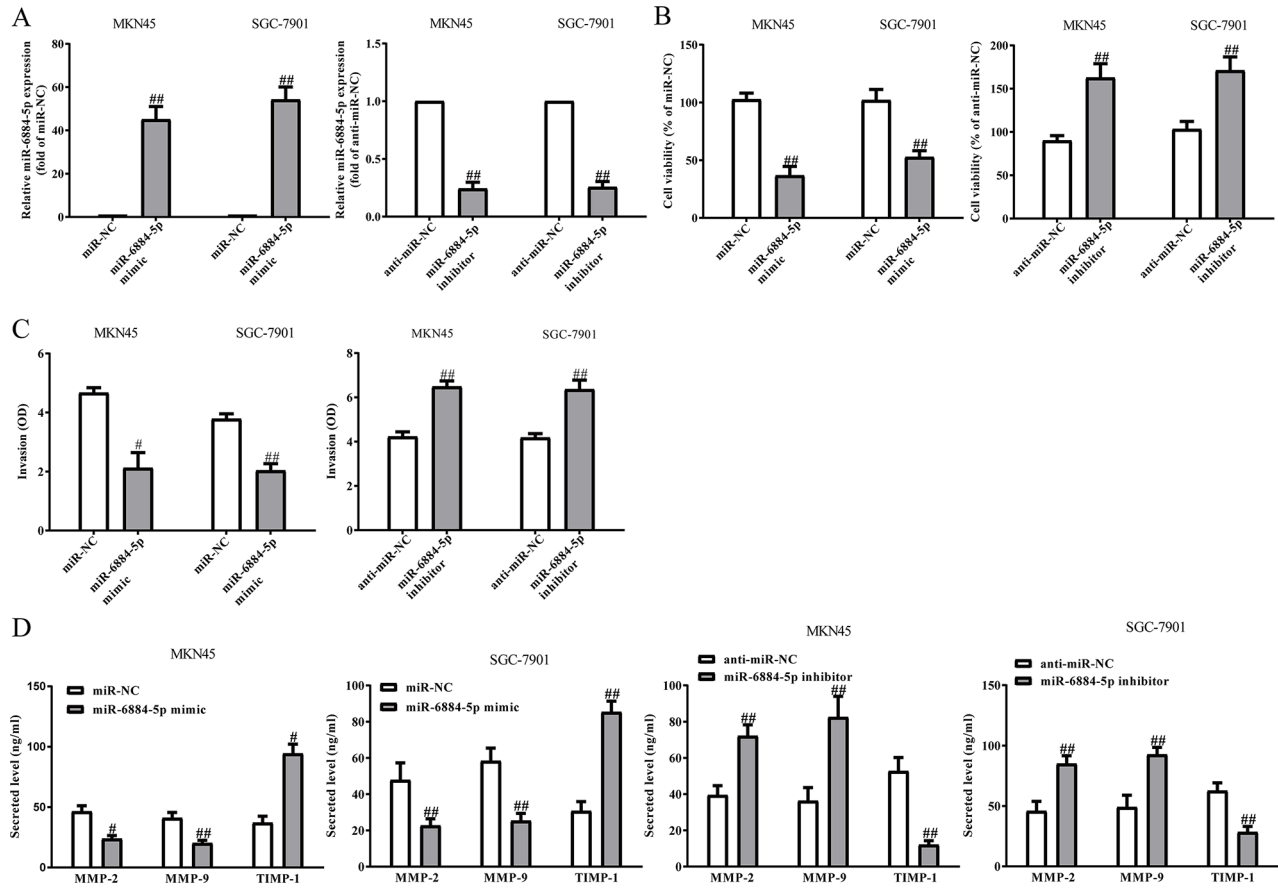 A
MKN45
SGC-7901
Relative miR-6884-5p expression
(fold of miR-NC)
80
60
40
20
0
##
##
miR-NC
miR-6884-5p
mimic
miR-NC
miR-6884-5p
mimic
MKN45
SGC-7901
Relative miR-6884-5p expression
(fold of anti-miR-NC)
1.5
1.0
0.5
0.0
##
##
anti-miR-NC
miR-6884-5p
inhibitor
anti-miR-NC
miR-6884-5p
inhibitor
B
MKN45
SGC-7901
Cell viability (% of miR-NC)
150
100
50
0
##
##
miR-NC
miR-6884-5p
mimic
miR-NC
miR-6884-5p
mimic
MKN45
SGC-7901
Cell viability (% of anti-miR-NC)
200
150
100
50
0
##
##
anti-miR-NC
miR-6884-5p
inhibitor
anti-miR-NC
miR-6884-5p
inhibitor
C
MKN45
SGC-7901
Invasion (OD)
6
4
2
0
#
##
miR-NC
miR-6884-5p
mimic
miR-NC
miR-6884-5p
mimic
MKN45
SGC-7901
Invasion (OD)
8
6
4
2
0
##
##
anti-miR-NC
miR-6884-5p
inhibitor
anti-miR-NC
miR-6884-5p
inhibitor
D
MKN45
miR-NC
miR-6884-5p mimic
Secreted level (ng/ml)
150
100
50
0
#
##
#
MMP-2
MMP-9
TIMP-1
SGC-7901
miR-NC
miR-6884-5p mimic
Secreted level (ng/ml)
100
80
60
40
20
0
##
##
##
MMP-2
MMP-9
TIMP-1
MKN45
anti-miR-NC
miR-6884-5p inhibitor
Secreted level (ng/ml)
100
80
60
40
20
0
##
##
##
MMP-2
MMP-9
TIMP-1
SGC-7901
anti-miR-NC
miR-6884-5p inhibitor
Secreted level (ng/ml)
150
100
50
0
##
##
##
MMP-2
MMP-9
TIMP-1